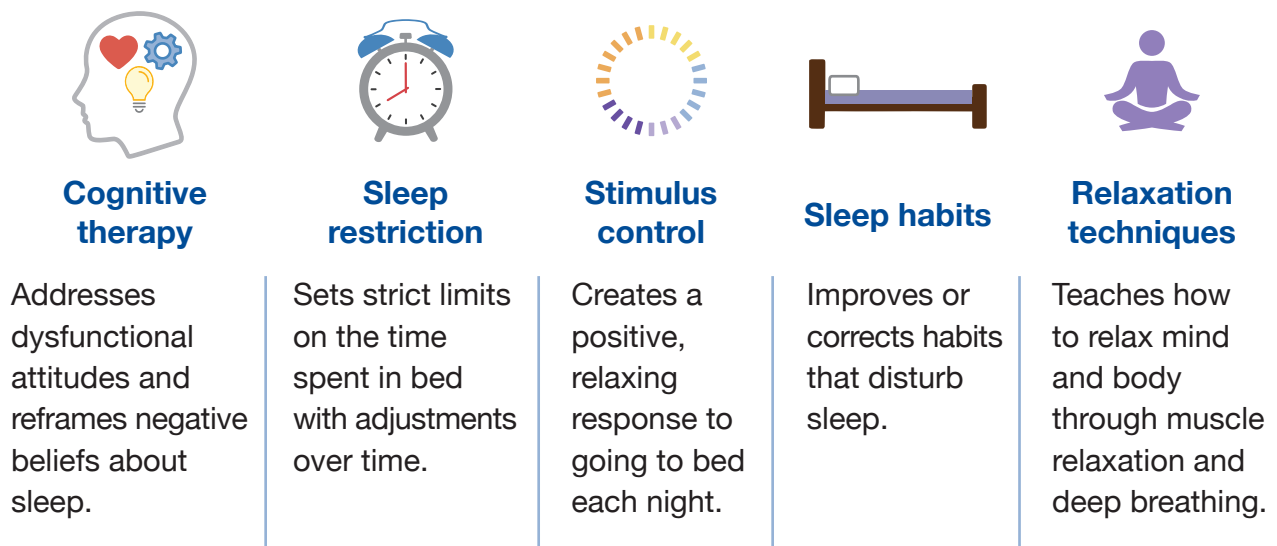 Cognitive
therapy
Addresses
dysfunctional
attitudes and
reframes negative
beliefs about
sleep.
Sleep
restriction
Sets strict limits
on the time
spent in bed
with adjustments
over time.
Stimulus
control
Creates a
positive,
relaxing
response to
going to bed
each night.
Sleep habits
Improves or
corrects habits
that disturb
sleep.
Relaxation
techniques
Teaches how
to relax mind
and body
through muscle
relaxation and
deep breathing.